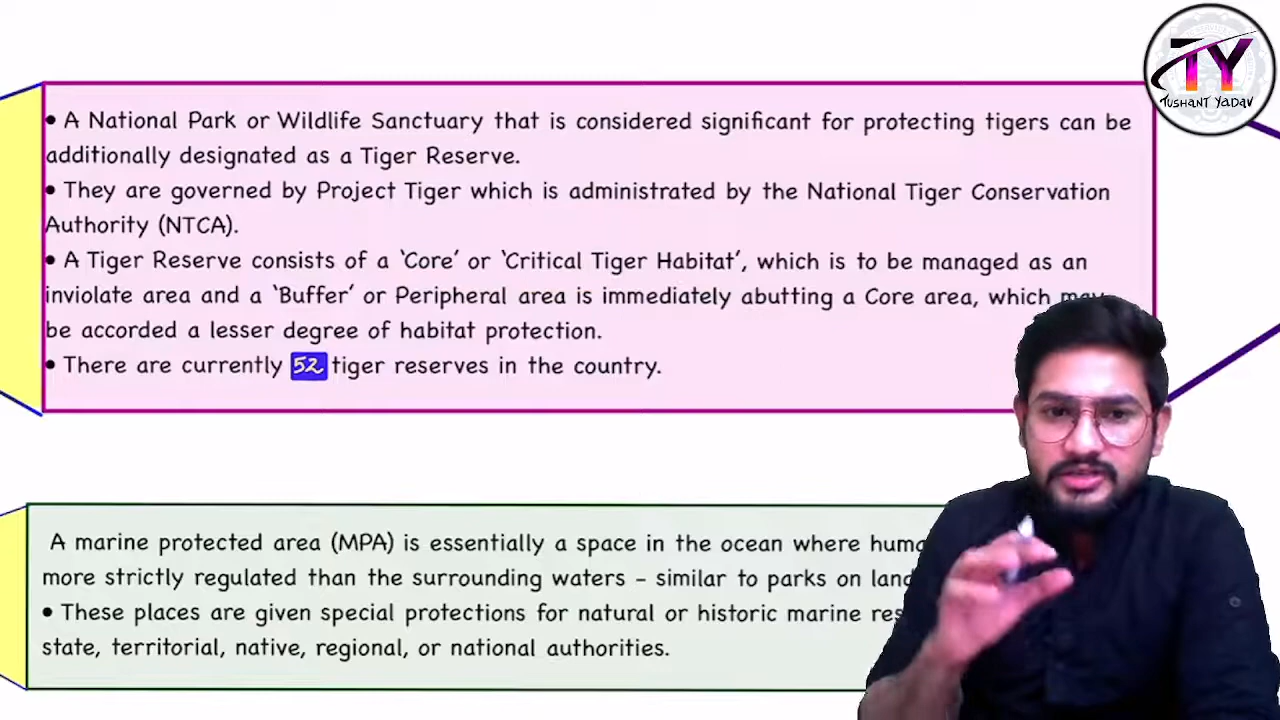 TY
TUSHANT YADAV
• A National Park or Wildlife Sanctuary that is considered significant for protecting tigers can be
additionally designated as a Tiger Reserve.
• They are governed by Project Tiger which is administrated by the National Tiger Conservation
Authority (NTCA).
• A Tiger Reserve consists of a ‘Core’ or ‘Critical Tiger Habitat’, which is to be managed as an
inviolate area and a ‘Buffer’ or Peripheral area is immediately abutting a Core area, which may
be accorded a lesser degree of habitat protection.
• There are currently 52 tiger reserves in the country.
A marine protected area (MPA) is essentially a space in the ocean where
more strictly regulated than the surrounding waters – similar to parks on
• These places are given special protections for natural or historic marine
state, territorial, native, regional, or national authorities.